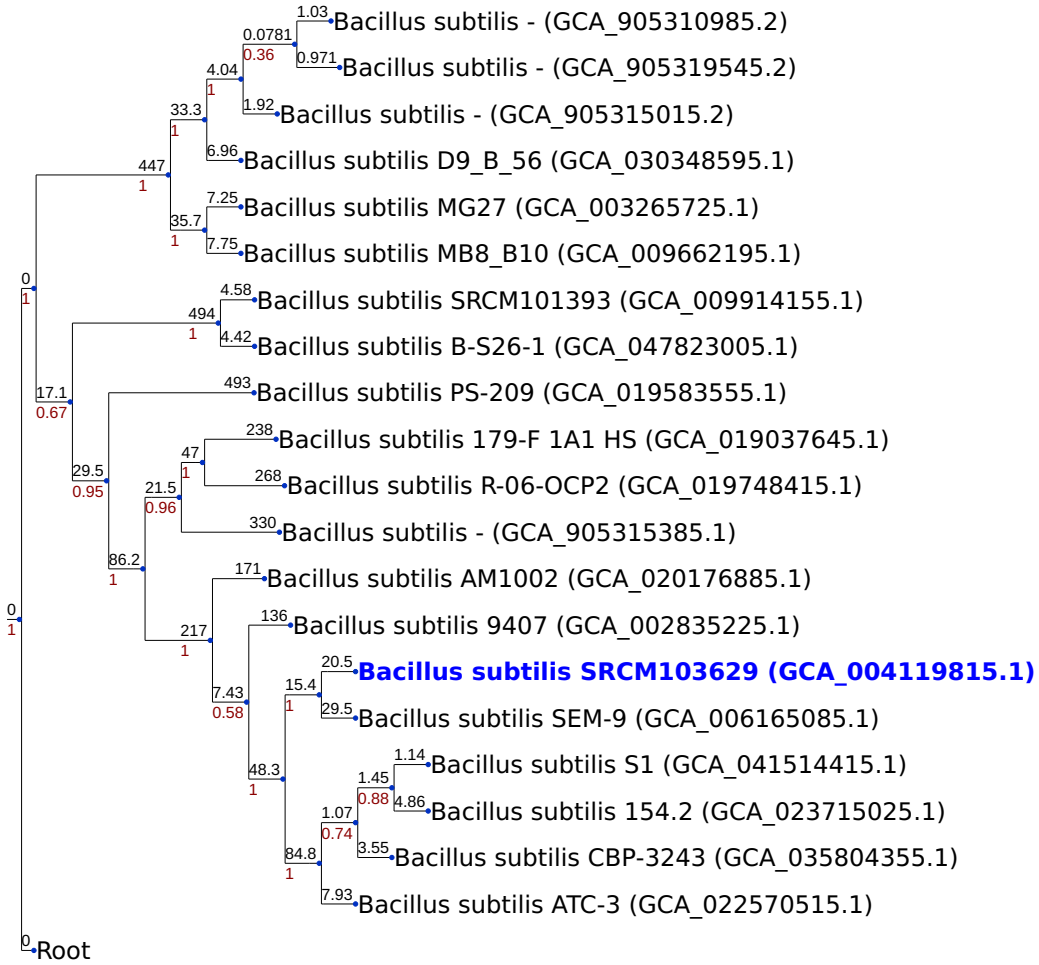 1.03
Bacillus subtilis - (GCA_905310985.2)
0.0781
0.36
0.971
Bacillus subtilis - (GCA_905319545.2)
4.04
1
1.92
Bacillus subtilis - (GCA_905315015.2)
33.3
1
6.96
Bacillus subtilis D9_B_56 (GCA_030348595.1)
447
1
7.25
Bacillus subtilis MG27 (GCA_003265725.1)
35.7
1
7.75
Bacillus subtilis MB8_B10 (GCA_009662195.1)
0
1
4.58
Bacillus subtilis SRCM101393 (GCA_009914155.1)
494
1
4.42
Bacillus subtilis B-S26-1 (GCA_047823005.1)
17.1
0.67
493
Bacillus subtilis PS-209 (GCA_019583555.1)
238
Bacillus subtilis 179-F 1A1 HS (GCA_019037645.1)
47
1
29.5
0.95
268
Bacillus subtilis R-06-OCP2 (GCA_019748415.1)
21.5
0.96
330
Bacillus subtilis - (GCA_905315385.1)
86.2
1
171
Bacillus subtilis AM1002 (GCA_020176885.1)
0
1
136
Bacillus subtilis 9407 (GCA_002835225.1)
217
1
20.5
Bacillus subtilis SRCM103629 (GCA_004119815.1)
15.4
1
7.43
0.58
29.5
Bacillus subtilis SEM-9 (GCA_006165085.1)
1.14
Bacillus subtilis S1 (GCA_041514415.1)
48.3
1
1.45
0.88
4.86
Bacillus subtilis 154.2 (GCA_023715025.1)
1.07
0.74
3.55
Bacillus subtilis CBP-3243 (GCA_035804355.1)
84.8
1
7.93
Bacillus subtilis ATC-3 (GCA_022570515.1)
0
Root